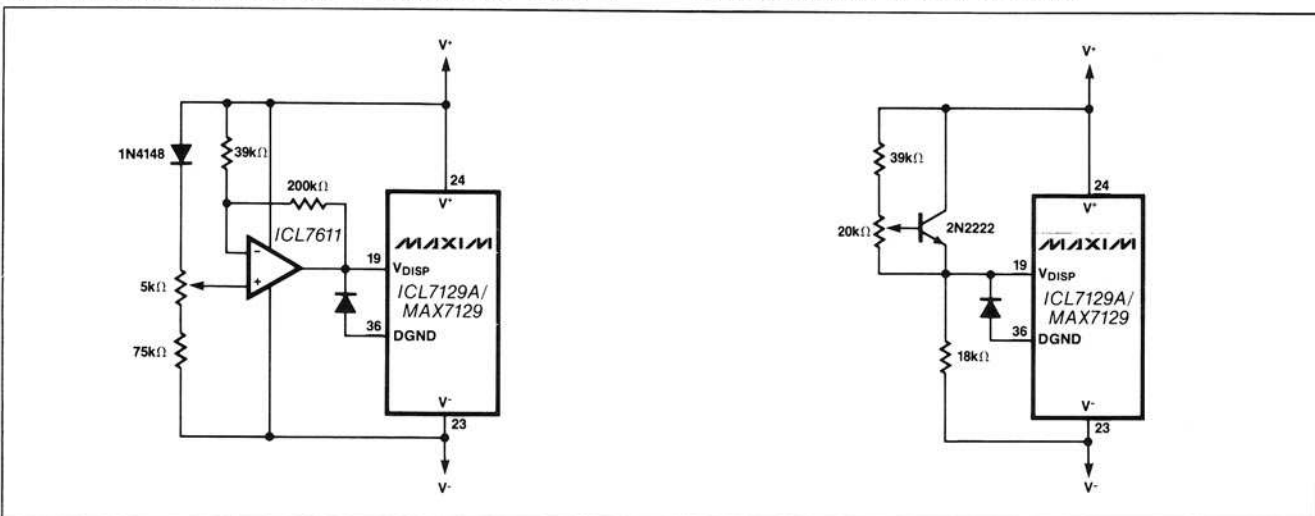 V+
1N4148
39kΩ
200kΩ
ICL7611
24
V+
MAXIM
19
VDISP
ICL7129A/
MAX7129
5kΩ
36
DGND
75kΩ
V-
23
V-
V+
39kΩ
24
V+
20kΩ
2N2222
MAXIM
19
VDISP
ICL7129A/
MAX7129
36
DGND
18kΩ
V-
23
V-